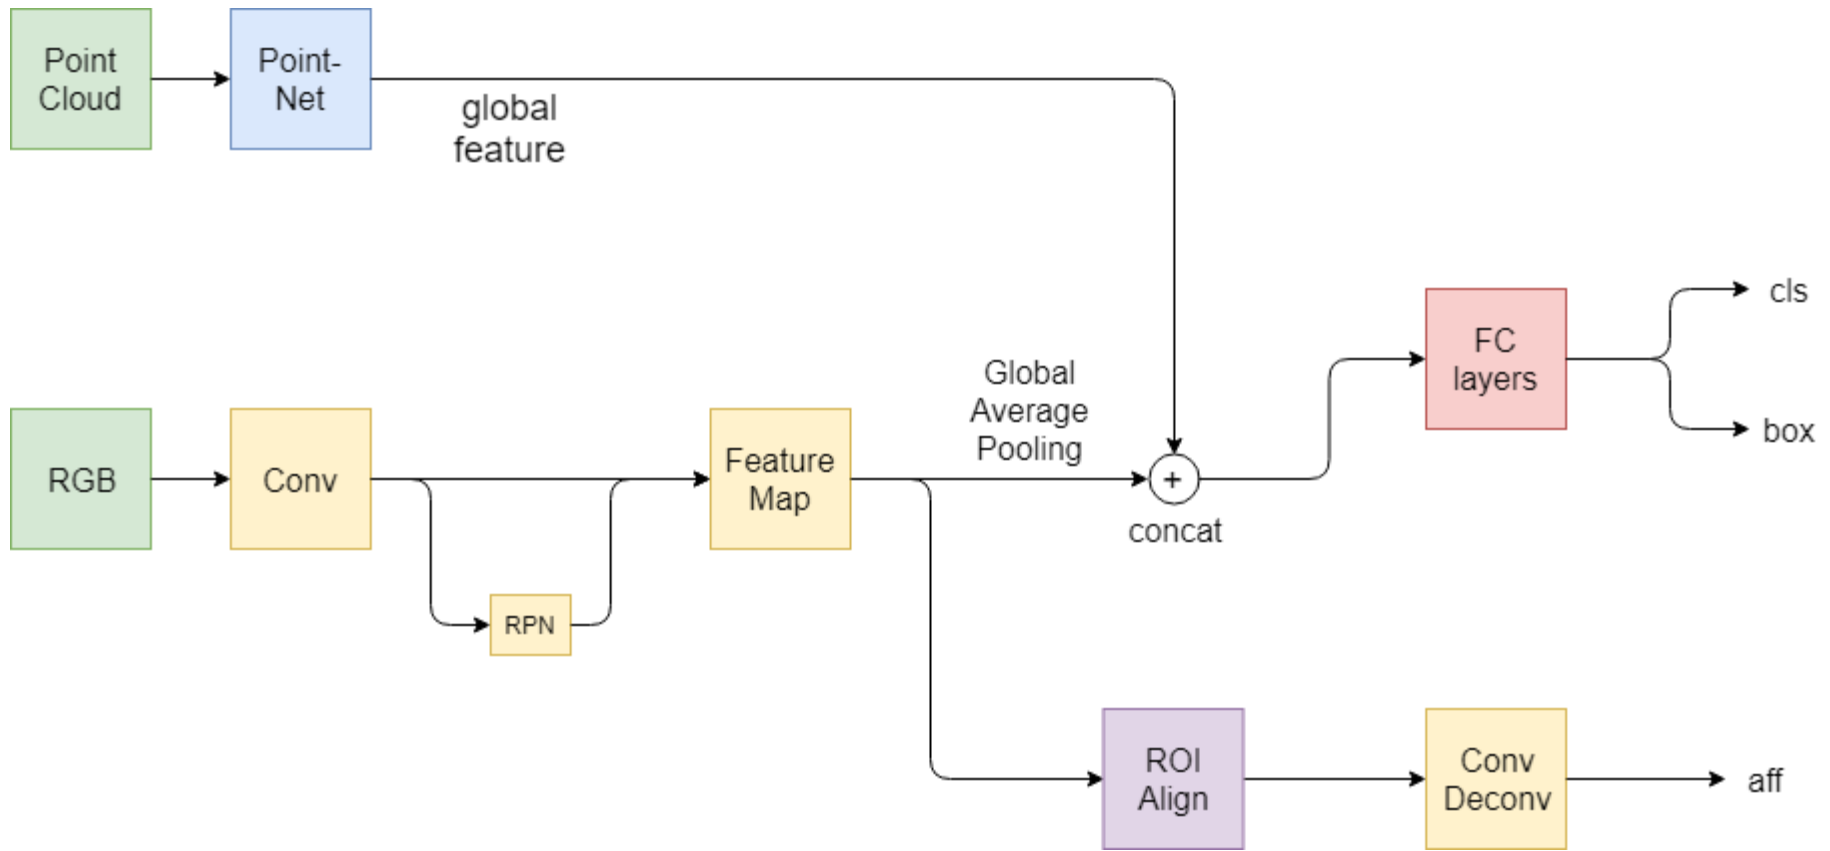 Point
Cloud
Point-
Net
global
feature
RGB
Conv
RPN
Feature
Map
Global
Average
Pooling
+
concat
FC
layers
cls
box
ROI
Align
Conv
Deconv
aff